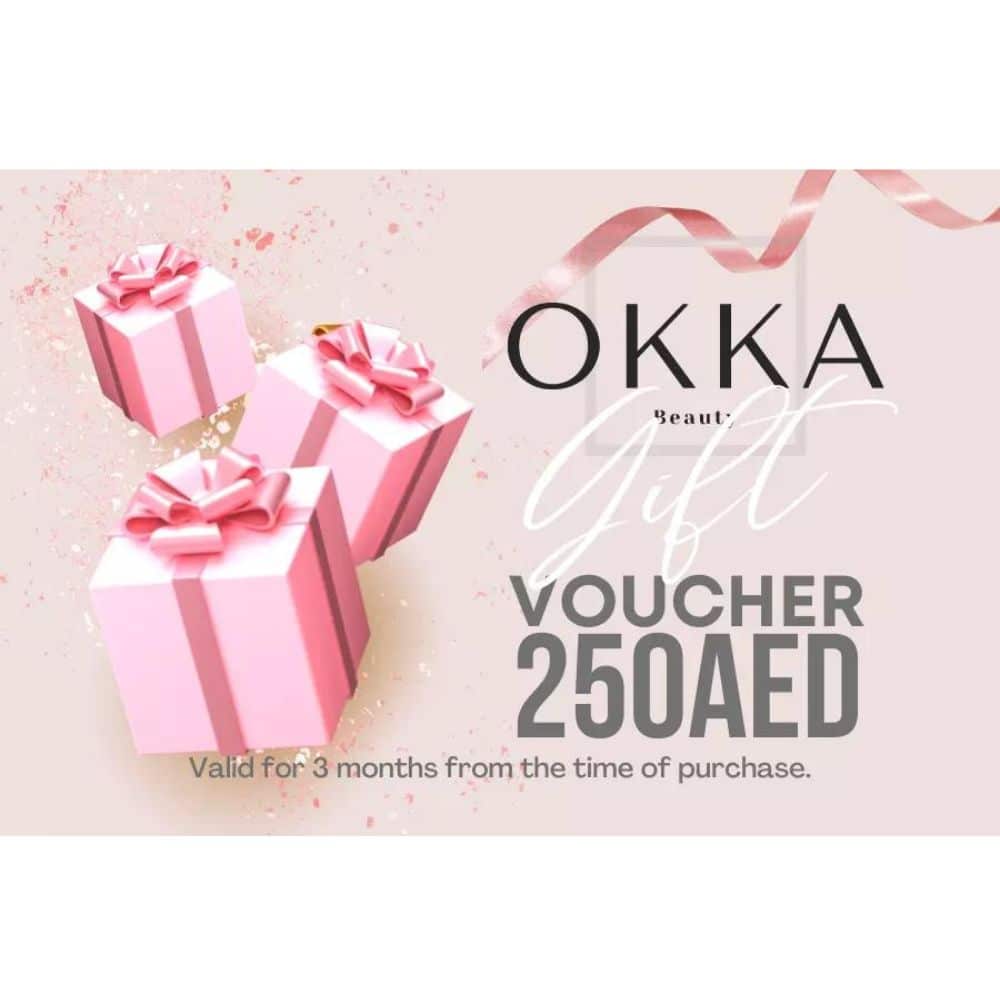 OKKA
Beauty
Gift
VOUCHER
250AED
Valid for 3 months from the time of purchase.